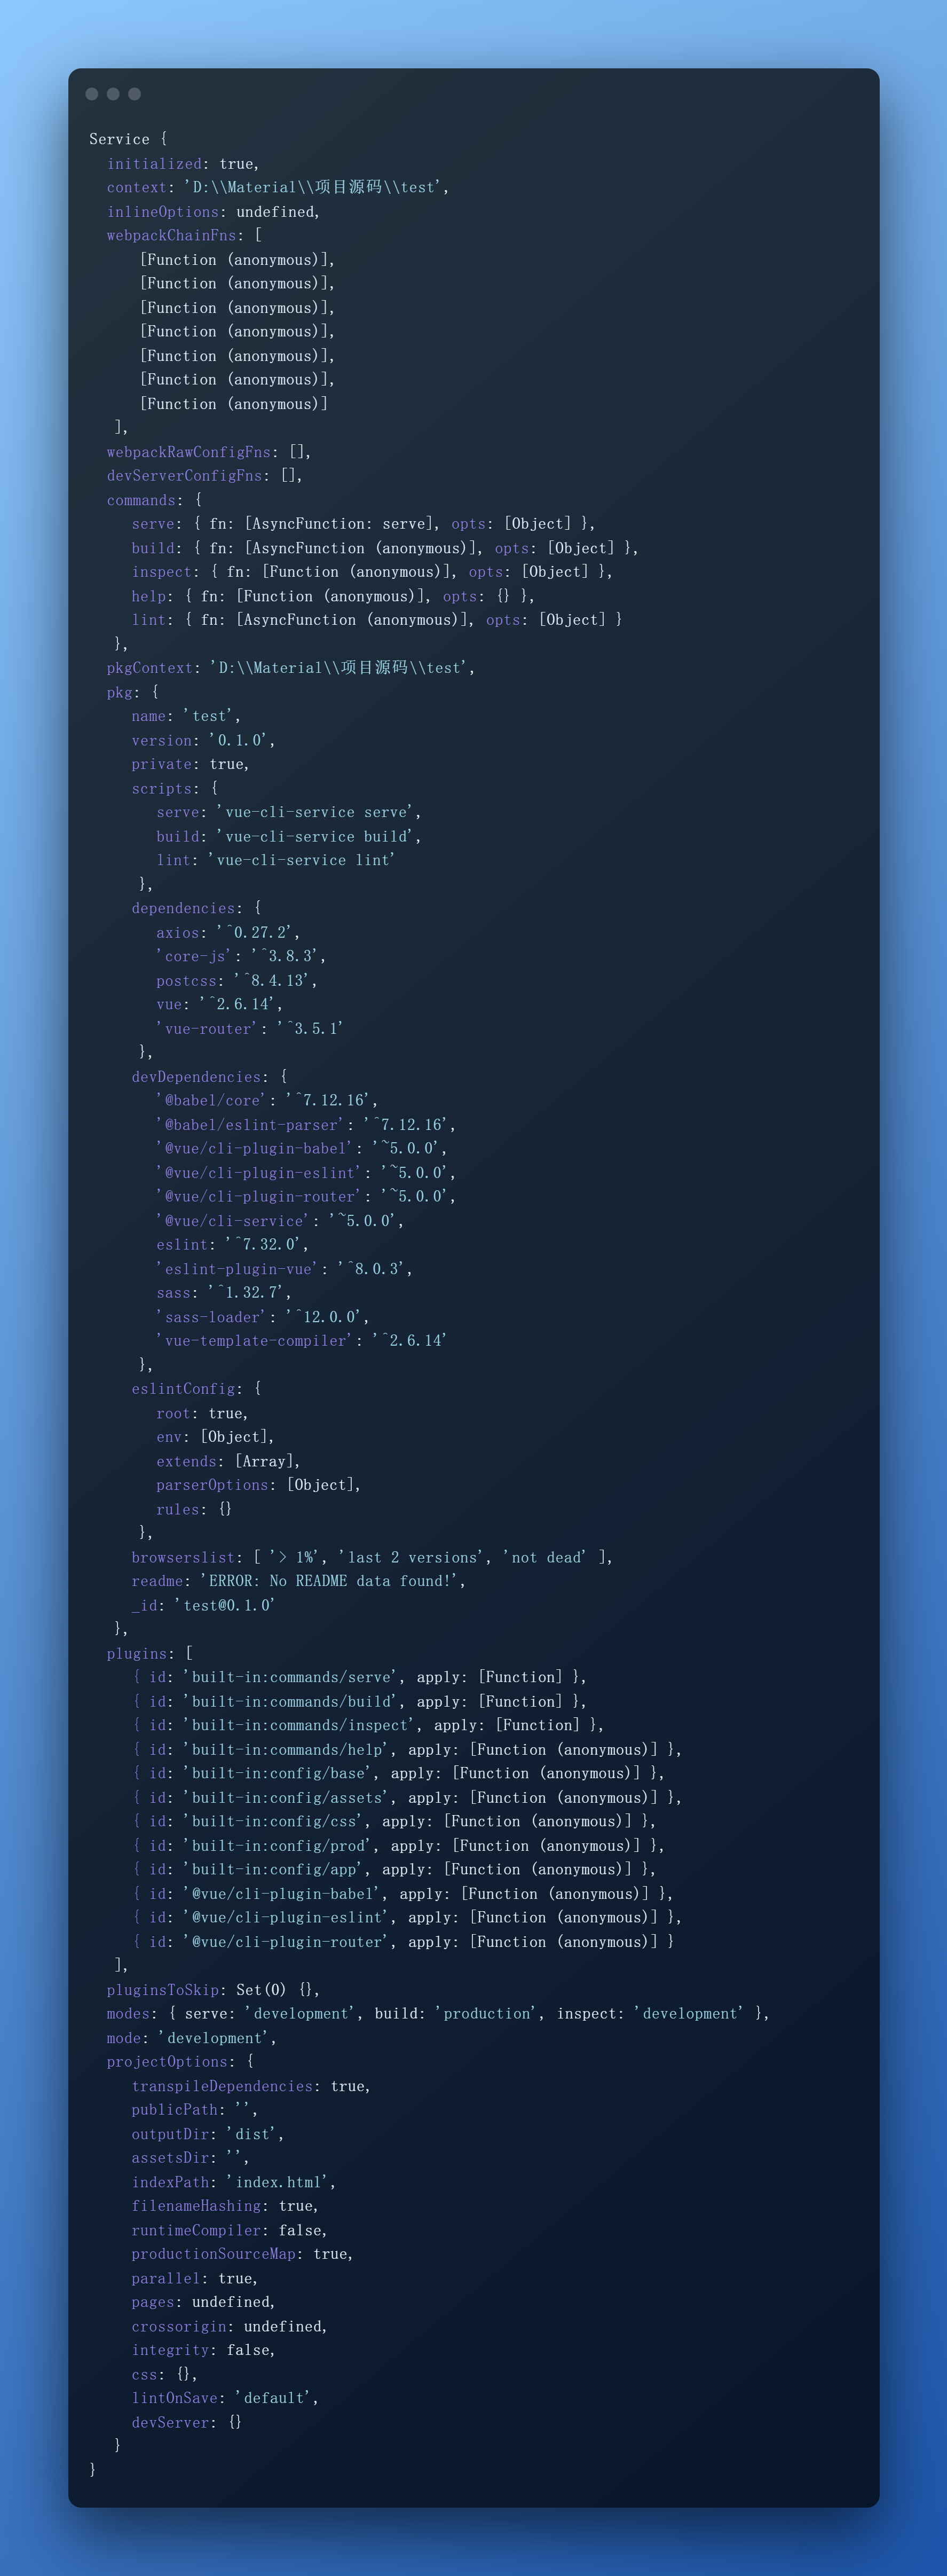 Service {
initialized: true,
context: 'D:\\Material\\项目源码\\test',
inlineOptions: undefined,
webpackChainFns: [
[Function (anonymous)],
[Function (anonymous)],
[Function (anonymous)],
[Function (anonymous)],
[Function (anonymous)],
[Function (anonymous)],
[Function (anonymous)]
],
webpackRawConfigFns: [],
devServerConfigFns: [],
commands: {
serve: { fn: [AsyncFunction: serve], opts: [Object] },
build: { fn: [AsyncFunction (anonymous)], opts: [Object] },
inspect: { fn: [Function (anonymous)], opts: [Object] },
help: { fn: [Function (anonymous)], opts: {} },
lint: { fn: [AsyncFunction (anonymous)], opts: [Object] }
},
pkgContext: 'D:\\Material\\项目源码\\test',
pkg: {
name: 'test',
version: '0.1.0',
private: true,
scripts: {
serve: 'vue-cli-service serve',
build: 'vue-cli-service build',
lint: 'vue-cli-service lint'
},
dependencies: {
axios: '^0.27.2',
'core-js': '^3.8.3',
postcss: '^8.4.13',
vue: '^2.6.14',
'vue-router': '^3.5.1'
},
devDependencies: {
'@babel/core': '^7.12.16',
'@babel/eslint-parser': '^7.12.16',
'@vue/cli-plugin-babel': '~5.0.0',
'@vue/cli-plugin-eslint': '~5.0.0',
'@vue/cli-plugin-router': '~5.0.0',
'@vue/cli-service': '~5.0.0',
eslint: '^7.32.0',
'eslint-plugin-vue': '^8.0.3',
sass: '^1.32.7',
'sass-loader': '^12.0.0',
'vue-template-compiler': '^2.6.14'
},
eslintConfig: {
root: true,
env: [Object],
extends: [Array],
parserOptions: [Object],
rules: {}
},
browserslist: [ '> 1%', 'last 2 versions', 'not dead' ],
readme: 'ERROR: No README data found!',
_id: 'test@0.1.0'
},
plugins: [
{ id: 'built-in:commands/serve', apply: [Function] },
{ id: 'built-in:commands/build', apply: [Function] },
{ id: 'built-in:commands/inspect', apply: [Function] },
{ id: 'built-in:commands/help', apply: [Function (anonymous)] },
{ id: 'built-in:config/base', apply: [Function (anonymous)] },
{ id: 'built-in:config/assets', apply: [Function (anonymous)] },
{ id: 'built-in:config/css', apply: [Function (anonymous)] },
{ id: 'built-in:config/prod', apply: [Function (anonymous)] },
{ id: 'built-in:config/app', apply: [Function (anonymous)] },
{ id: '@vue/cli-plugin-babel', apply: [Function (anonymous)] },
{ id: '@vue/cli-plugin-eslint', apply: [Function (anonymous)] },
{ id: '@vue/cli-plugin-router', apply: [Function (anonymous)] }
],
pluginsToSkip: Set(0) {},
modes: { serve: 'development', build: 'production', inspect: 'development' },
mode: 'development',
projectOptions: {
transpileDependencies: true,
publicPath: '',
outputDir: 'dist',
assetsDir: '',
indexPath: 'index.html',
filenameHashing: true,
runtimeCompiler: false,
productionSourceMap: true,
parallel: true,
pages: undefined,
crossorigin: undefined,
integrity: false,
css: {},
lintOnSave: 'default',
devServer: {}
}
}